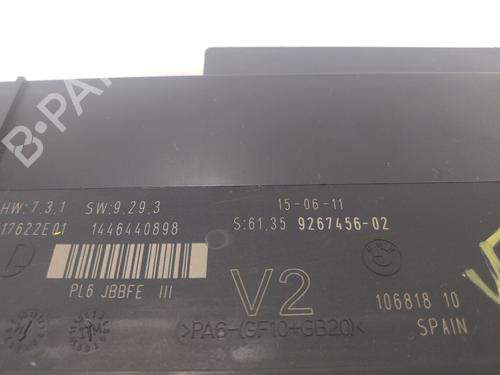 B-PARTS
HW:7.3,1 SW:9.29.3 15-06-11
17622E01 1446440898 S:61.35 9267456-02
PL6 JBBFE III
V2
106818 10
>PA6-(GF10+GB20)<
SPAIN